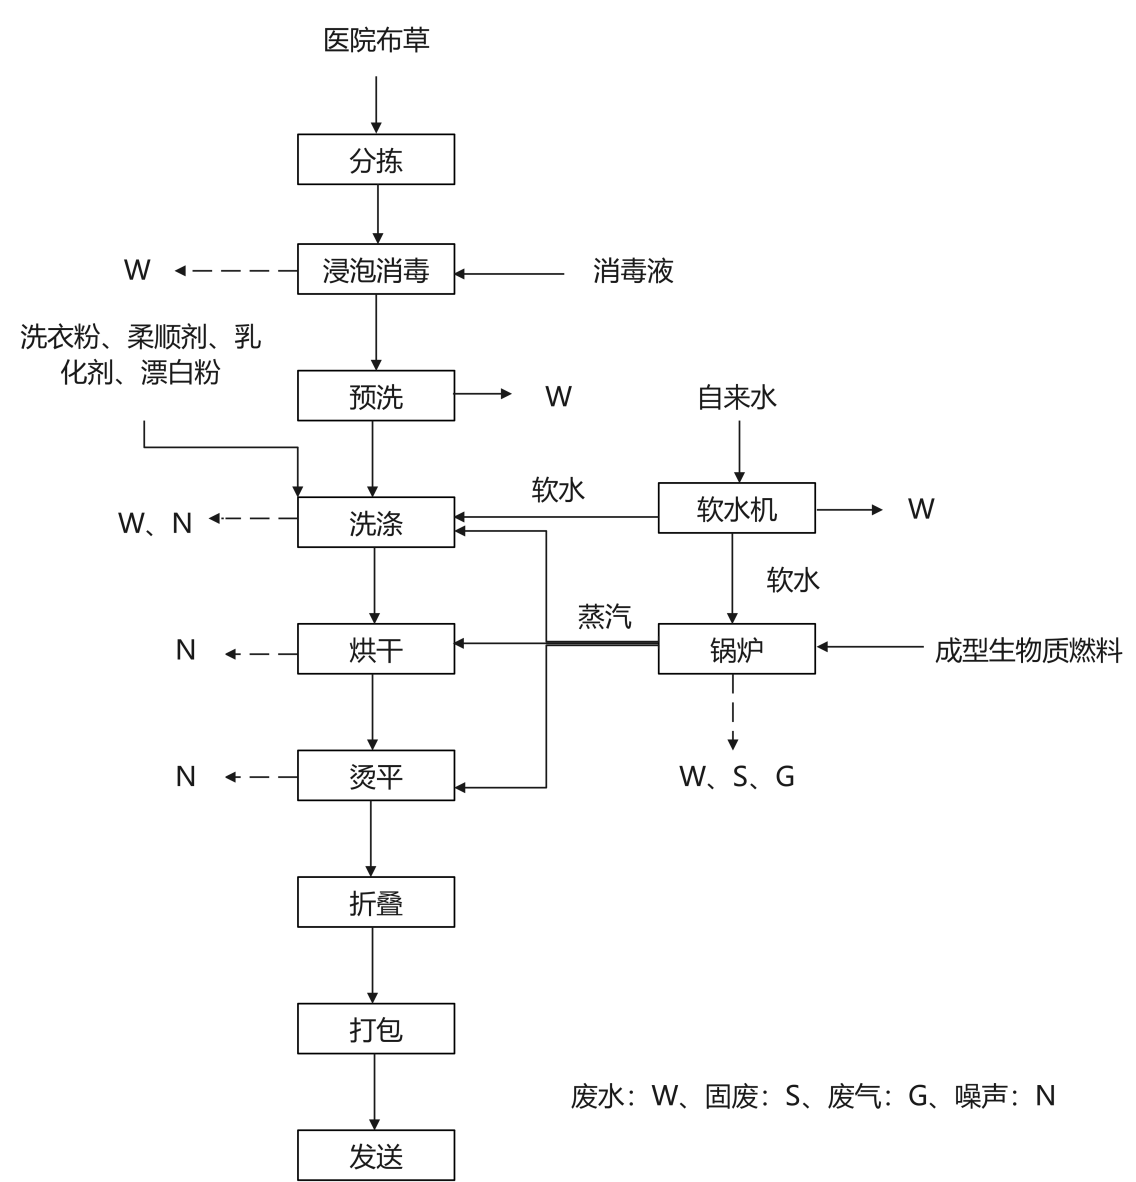 医院布草
分拣
浸泡消毒
W
消毒液
洗衣粉、柔顺剂、乳
化剂、漂白粉
预洗
W
自来水
软水
洗涤
W、N
软水机
W
软水
蒸汽
烘干
N
锅炉
成型生物质燃料
烫平
N
W、S、G
折叠
打包
废水：W、固废：S、废气：G、噪声：N
发送